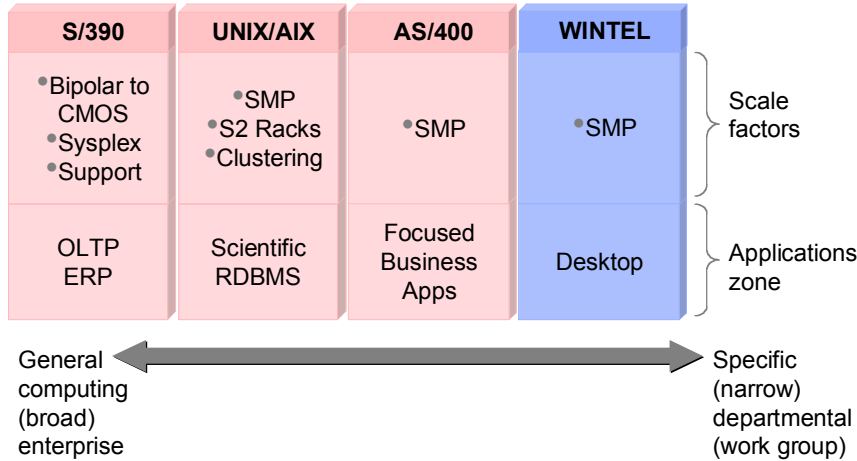 S/390
UNIX/AIX
AS/400
WINTEL
•Bipolar to
CMOS
•Sysplex
•Support
•SMP
•S2 Racks
•Clustering
•SMP
•SMP
Scale
factors
OLTP
ERP
Scientific
RDBMS
Focused
Business
Apps
Desktop
Applications
zone
General
computing
(broad)
enterprise
Specific
(narrow)
departmental
(work group)